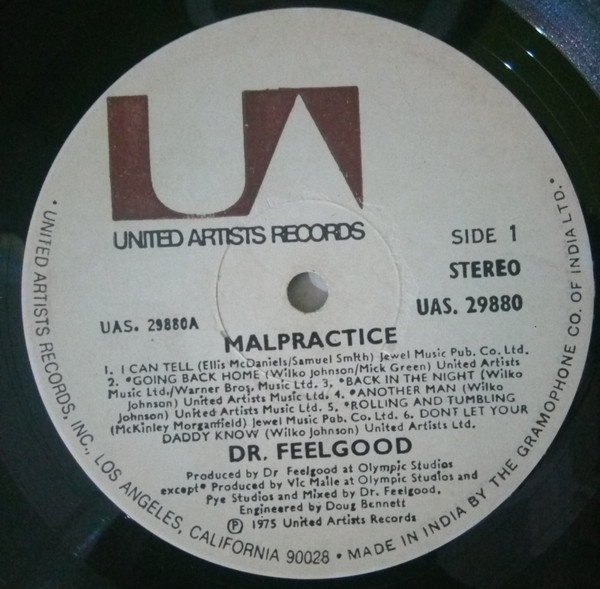 UA
UNITED ARTISTS RECORDS
SIDE 1
STEREO
UAS. 29880A
UAS. 29880
MALPRACTICE
1. I CAN TELL (Ellis McDaniels/Samuel Smith) Jewel Music Pub. Co. Ltd.
2. *GOING BACK HOME (Wilko Johnson/Mick Green) United Artists
Music Ltd./Warner Bros. Music Ltd. 3. *BACK IN THE NIGHT (Wilko
Johnson) United Artists Music Ltd. 4. *ANOTHER MAN (Wilko
Johnson) United Artists Music Ltd. 5. *ROLLING AND TUMBLING
(McKinley Morganfield) Jewel Music Pub. Co. Ltd. 6. DONT LET YOUR
DADDY KNOW (Wilko Johnson) United Artists Ltd.
DR. FEELGOOD
Produced by Dr Feelgood at Olympic Studios
except* Produced by Vic Maile at Olympic Studios and
Pye Studios and Mixed by Dr. Feelgood.
Engineered by Doug Bennett
℗ 1975 United Artists Records
• UNITED ARTISTS RECORDS, INC., LOS ANGELES, CALIFORNIA 90028 • MADE IN INDIA BY THE GRAMOPHONE CO. OF INDIA LTD. •